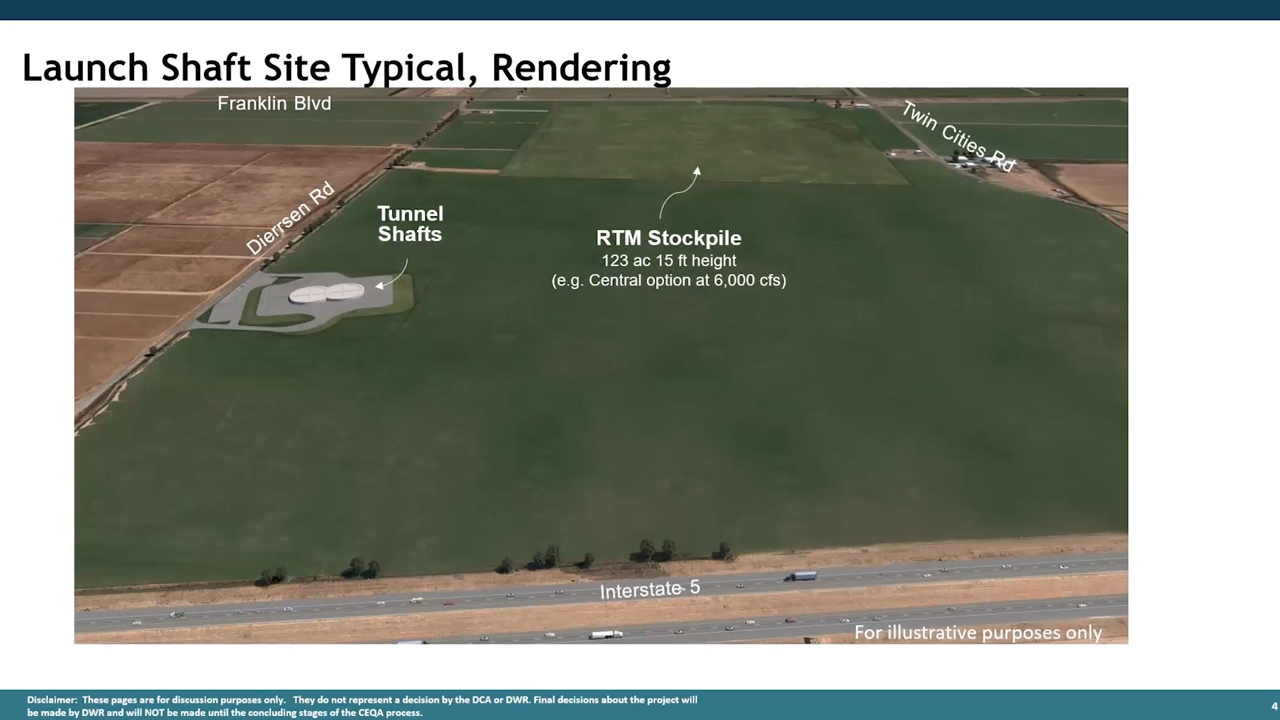 Launch Shaft Site Typical, Rendering
Franklin Blvd
Twin Cities Rd
Dierrsen Rd
Tunnel
Shafts
RTM Stockpile
123 ac 15 ft height
(e.g. Central option at 6,000 cfs)
Interstate 5
For illustrative purposes only
Disclaimer: These pages are for discussion purposes only. They do not represent a decision by the DCA or DWR. Final decisions about the project will
be made by DWR and will NOT be made until the concluding stages of the CEQA process.
4